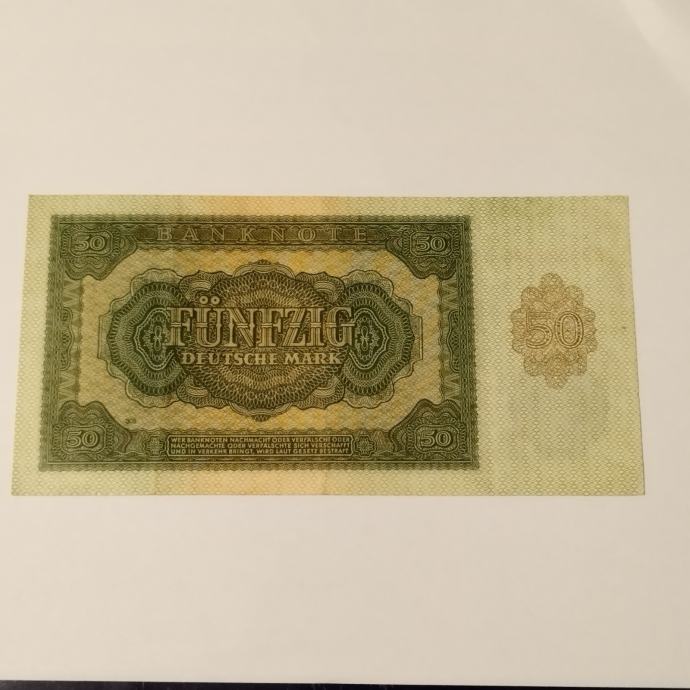 50 BANKNOTE 50
FÜNFZIG
DEUTSCHE MARK
50
50 50
WER BANKNOTEN NACHMACHT ODER VERFÄLSCHT ODER
NACHGEMACHTE ODER VERFÄLSCHTE SICH VERSCHAFFT
UND IN VERKEHR BRINGT, WIRD LAUT GESETZ BESTRAFT